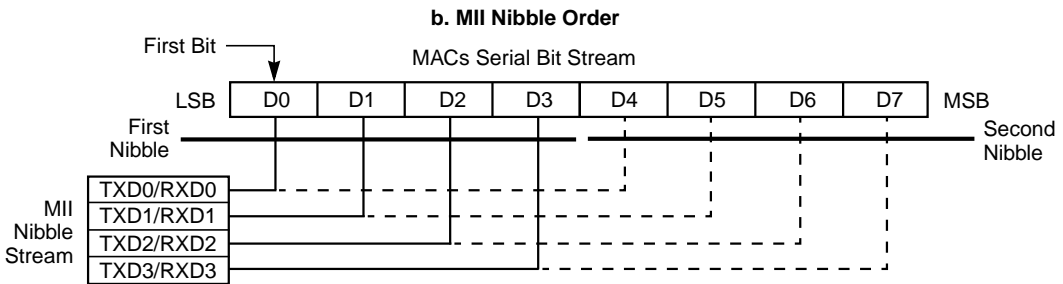 b. MII Nibble Order
First Bit
MACs Serial Bit Stream
LSB D0 D1 D2 D3 D4 D5 D6 D7 MSB
First
Nibble
Second
Nibble
MII
Nibble
Stream
TXD0/RXD0
TXD1/RXD1
TXD2/RXD2
TXD3/RXD3